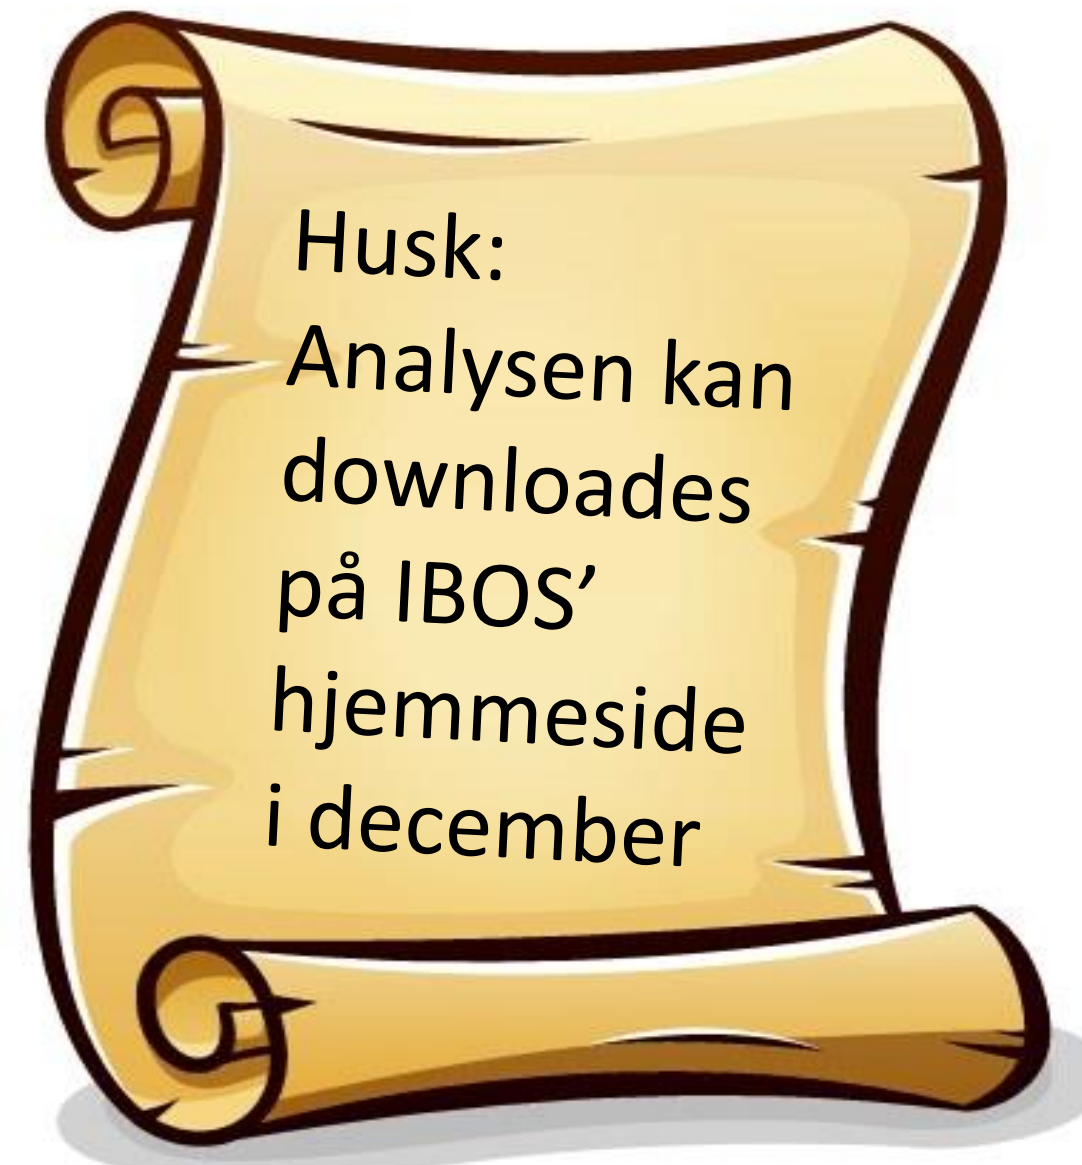 Husk:
Analysen kan
downloades
på IBOS’
hjemmeside
i december